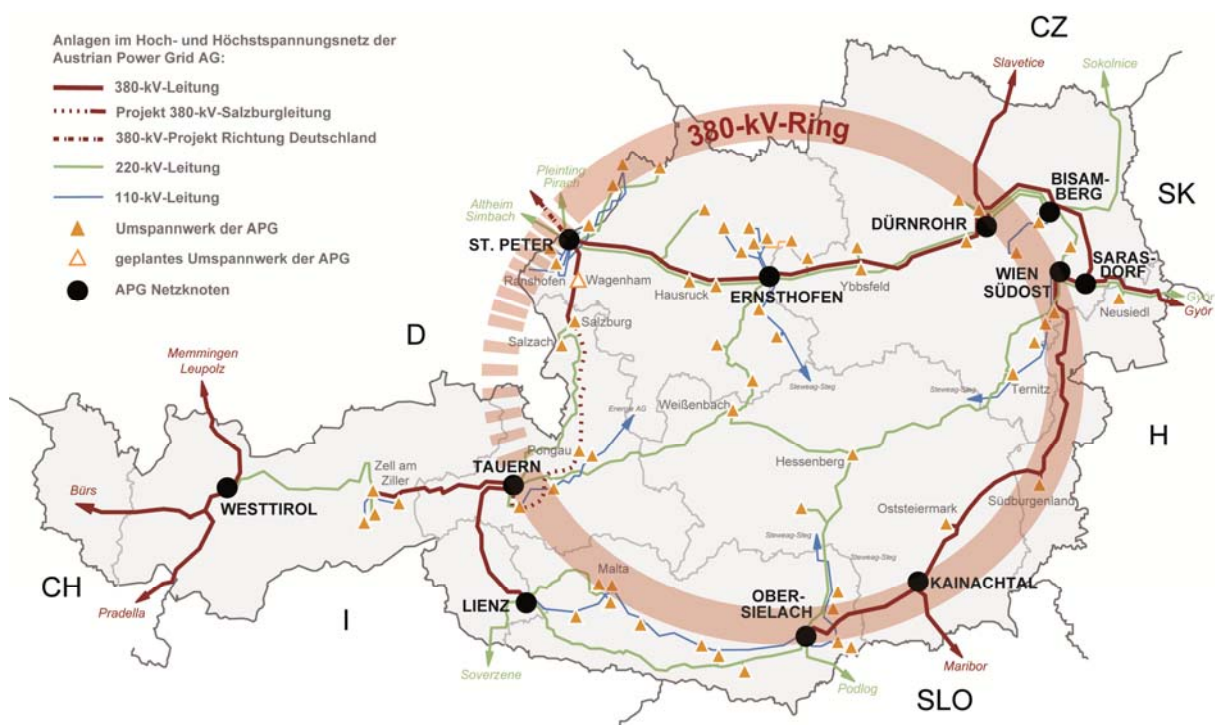 Anlagen im Hoch- und Höchstspannungsnetz der
Austrian Power Grid AG:
380-kV-Leitung
Projekt 380-kV-Salzburgleitung
380-kV-Projekt Richtung Deutschland
220-kV-Leitung
110-kV-Leitung
Umspannwerk der APG
geplantes Umspannwerk der APG
APG Netzknoten
CZ
Slavetice
Sokolnice
380-kV-Ring
Pleinting
Pirach
Altheim
Simbach
ST. PETER
Ranshofen
Wagenham
Hausruck
ERNSTHOFEN
Ybbsfeld
DÜRNROHR
BISAM-
BERG
SK
SARAS-
DORF
WIEN
SÜDOST
Györ
Györ
Neusiedl
D
Salzburg
Salzach
Memmingen
Leupolz
Steweag-Steg
Steweag-Steg
Ternitz
Energie AG
Weißenbach
H
Pongau
Hessenberg
Zell am
Ziller
TAUERN
Bürs
WESTTIROL
Südburgenland
Oststeiermark
Steweag-Steg
Steweag-Steg
CH
Malta
KAINACHTAL
Pradella
LIENZ
OBER-
SIELACH
I
Soverzene
Podlog
Maribor
SLO